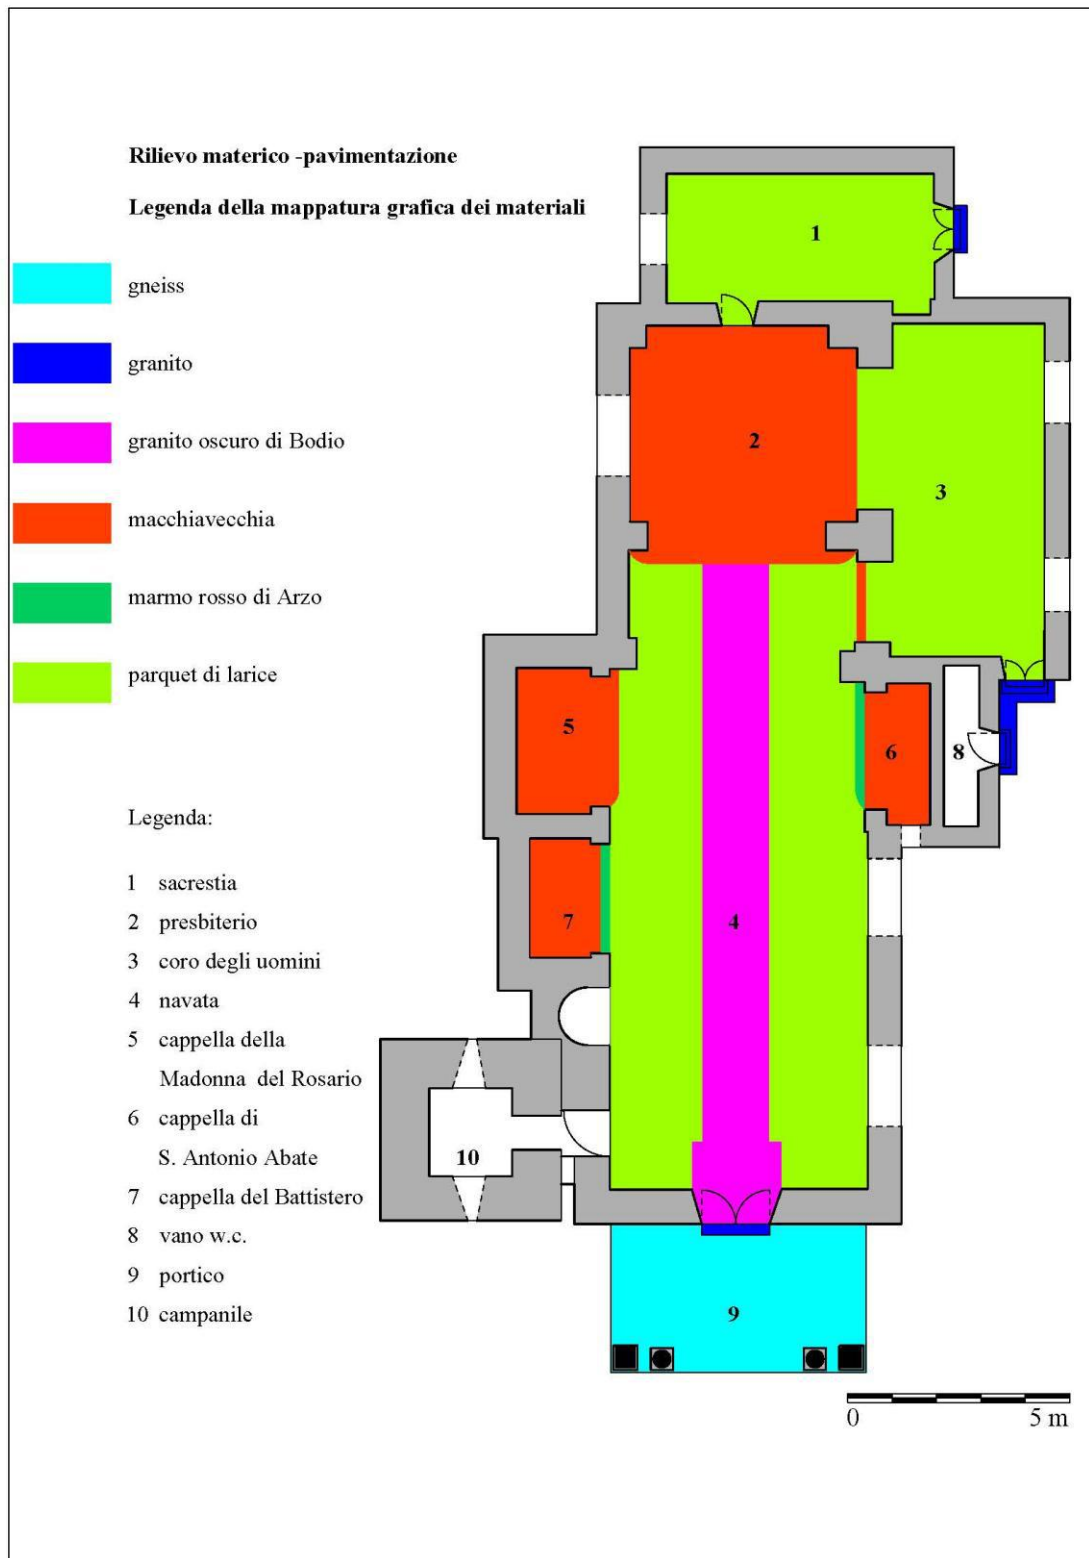 Rilievo materico -pavimentazione
Legenda della mappatura grafica dei materiali
gneiss
granito
granito oscuro di Bodio
macchiavecchia
marmo rosso di Arzo
parquet di larice
Legenda:
1 sacrestia
2 presbiterio
3 coro degli uomini
4 navata
5 cappella della
Madonna del Rosario
6 cappella di
S. Antonio Abate
7 cappella del Battistero
8 vano w.c.
9 portico
10 campanile
1
2
3
5
6
8
7
4
10
9
0 5 m